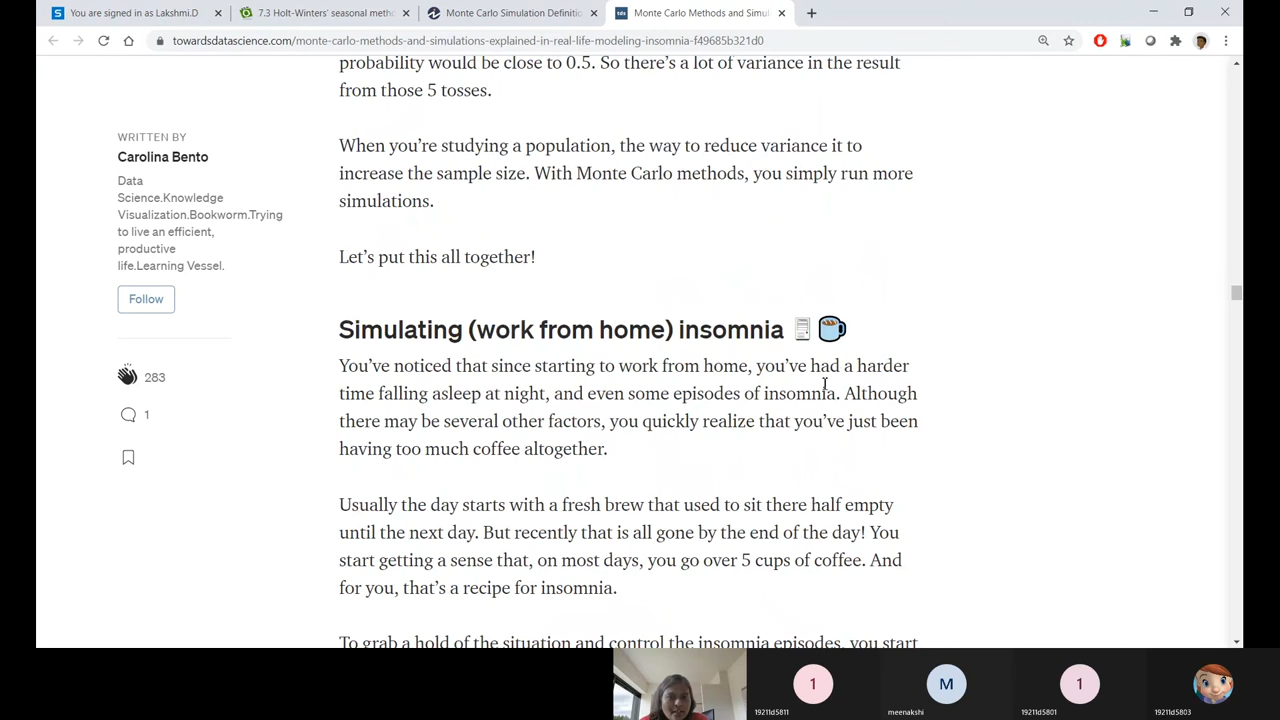 You are signed in as Lakshmi.D
7.3 Holt-Winters' seasonal meth
Monte Carlo Simulation Definitio
Monte Carlo Methods and Simul
towardsdatascience.com/monte-carlo-methods-and-simulations-explained-in-real-life-modeling-insomnia-f49685b321d0
probability would be close to 0.5. So there's a lot of variance in the result
from those 5 tosses.
WRITTEN BY
Carolina Bento
Data
Science.Knowledge
Visualization.Bookworm.Trying
to live an efficient,
productive
life.Learning Vessel.
Follow
283
1
When you're studying a population, the way to reduce variance it to
increase the sample size. With Monte Carlo methods, you simply run more
simulations.
Let's put this all together!
Simulating (work from home) insomnia
You've noticed that since starting to work from home, you've had a harder
time falling asleep at night, and even some episodes of insomnia. Although
there may be several other factors, you quickly realize that you've just been
having too much coffee altogether.
Usually the day starts with a fresh brew that used to sit there half empty
until the next day. But recently that is all gone by the end of the day! You
start getting a sense that, on most days, you go over 5 cups of coffee. And
for you, that's a recipe for insomnia.
To grab a hold of the situation and control the insomnia episodes, you start
1
M
1
19211d5811
meenakshi
19211d5801
19211d5803